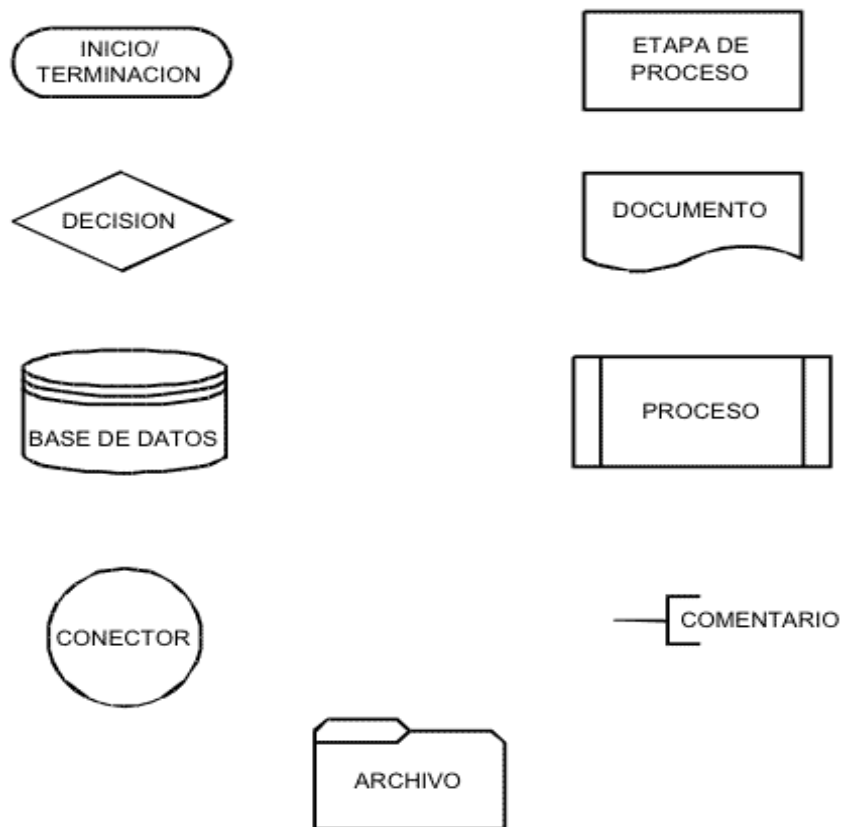 INICIO/
TERMINACION
ETAPA DE
PROCESO
DECISION
DOCUMENTO
BASE DE DATOS
PROCESO
CONECTOR
COMENTARIO
ARCHIVO